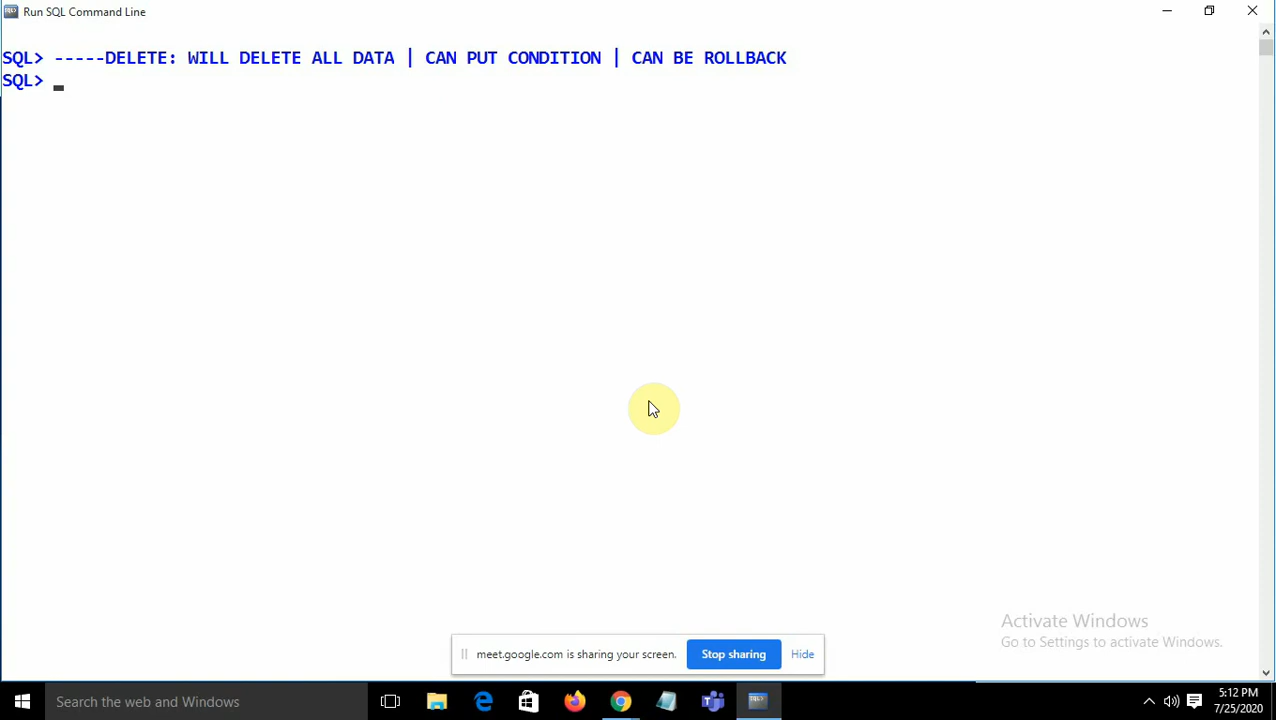 Run SQL Command Line
SQL> -----DELETE: WILL DELETE ALL DATA | CAN PUT CONDITION | CAN BE ROLLBACK
SQL>
Activate Windows
Go to Settings to activate Windows.
meet.google.com is sharing your screen. Stop sharing Hide
Search the web and Windows
5:12 PM
7/25/2020